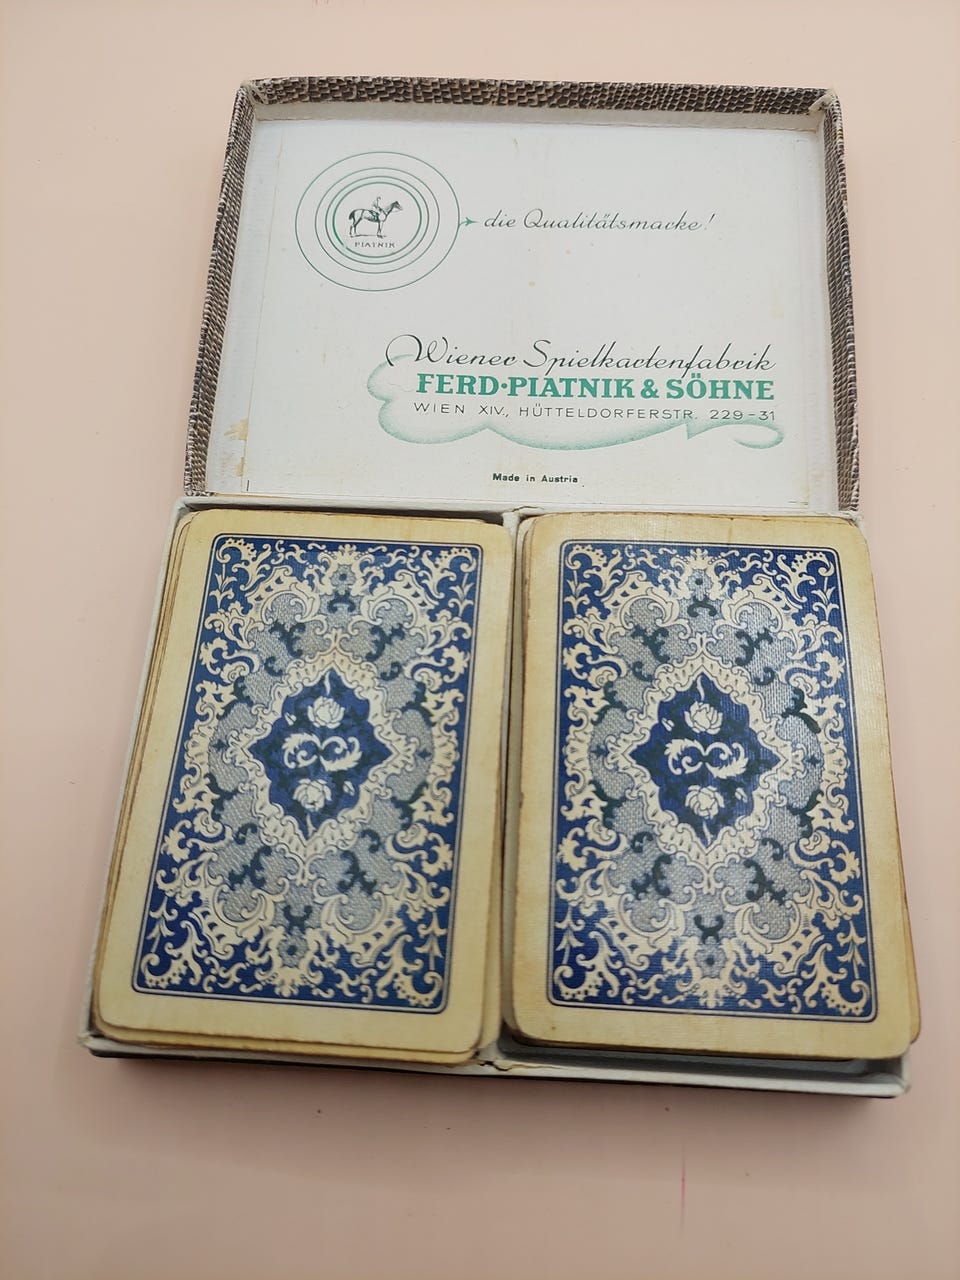 PIATNIK
die Qualitätsmarke!
Wiener Spielkartenfabrik
FERD·PIATNIK & SÖHNE
WIEN XIV., HÜTTELDORFERSTR. 229-31
Made in Austria